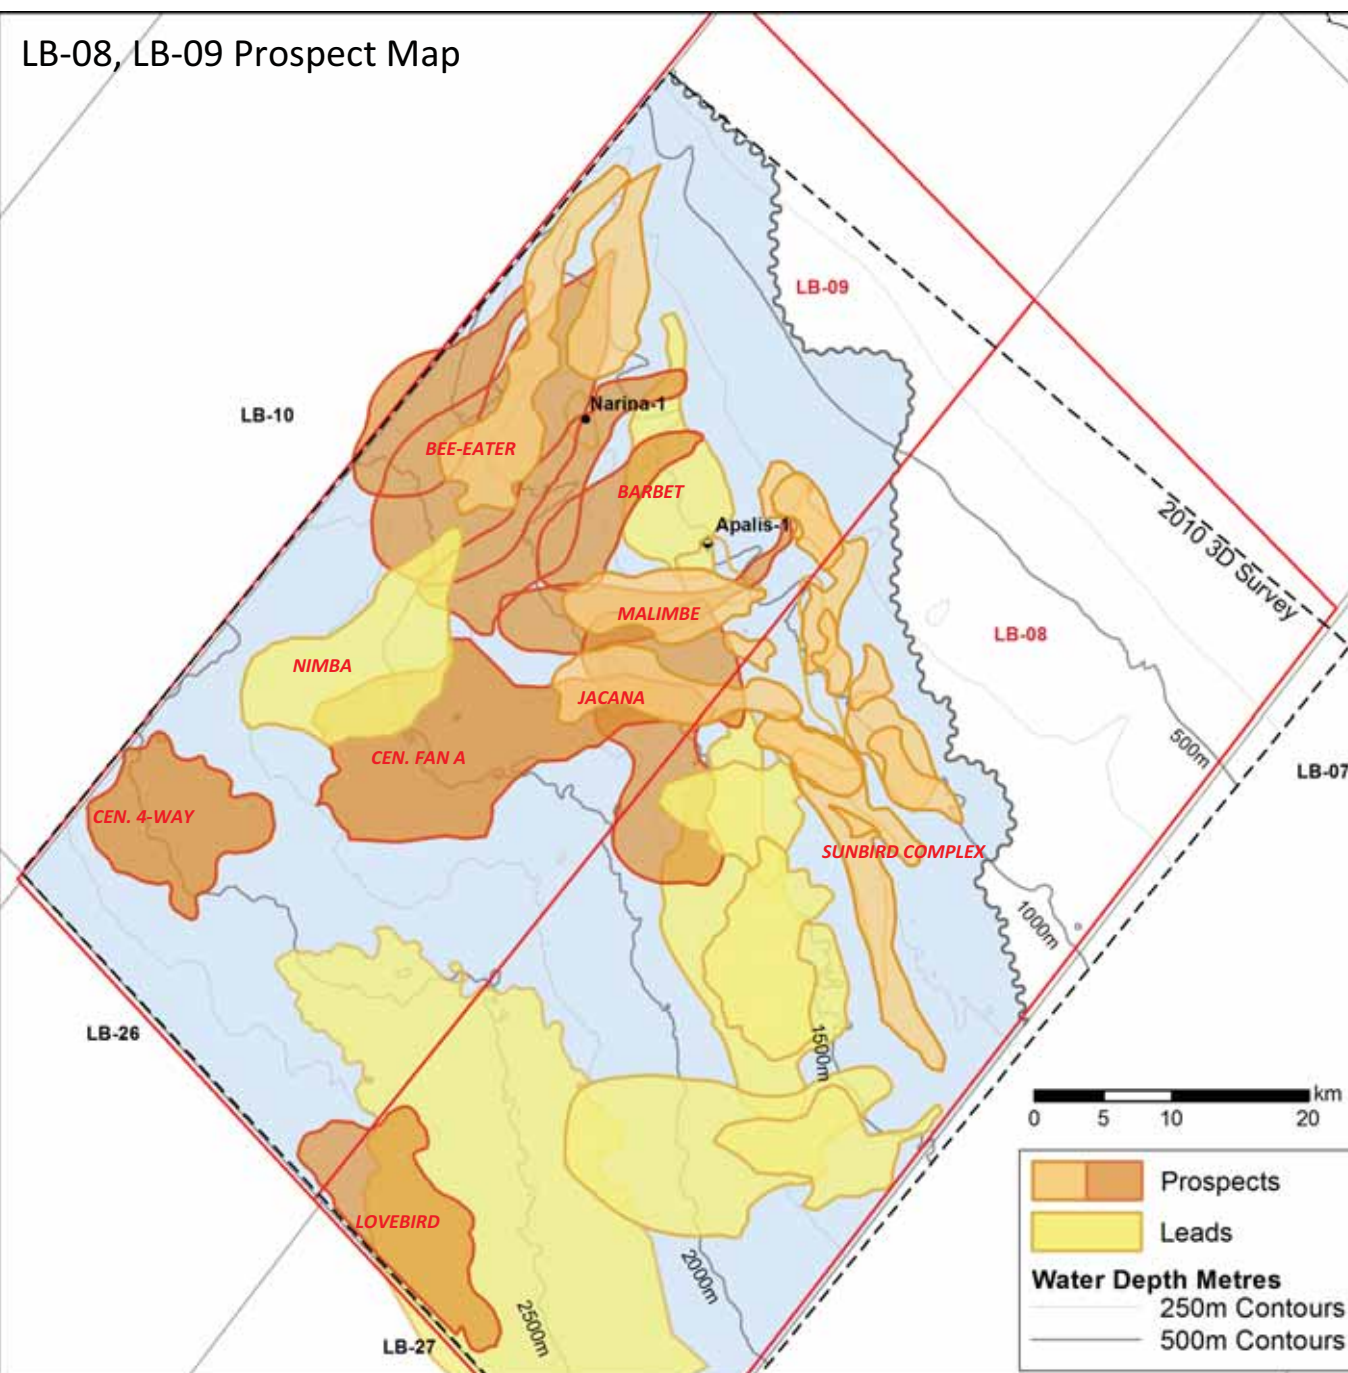 LB-08, LB-09 Prospect Map
LB-09
LB-10
Narina-1
BEE-EATER
BARBET
Apalis-1
2010 3D Survey
MALIMBE
LB-08
NIMBA
JACANA
500m
CEN. FAN A
LB-07
CEN. 4-WAY
SUNBIRD COMPLEX
1000m
LB-26
1500m
km
0 5 10 20
Prospects
LOVEBIRD
Leads
2000m
Water Depth Metres
250m Contours
2500m
500m Contours
LB-27